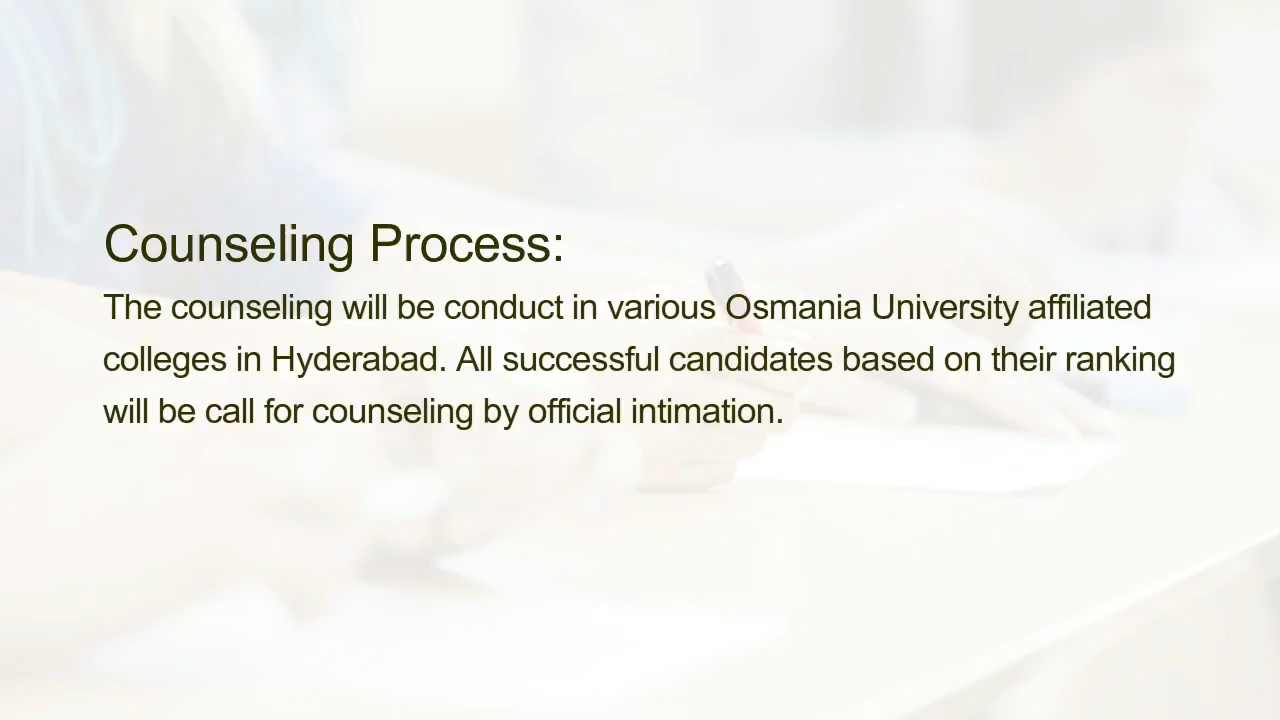 Counseling Process:
The counseling will be conduct in various Osmania University affiliated
colleges in Hyderabad. All successful candidates based on their ranking
will be call for counseling by official intimation.